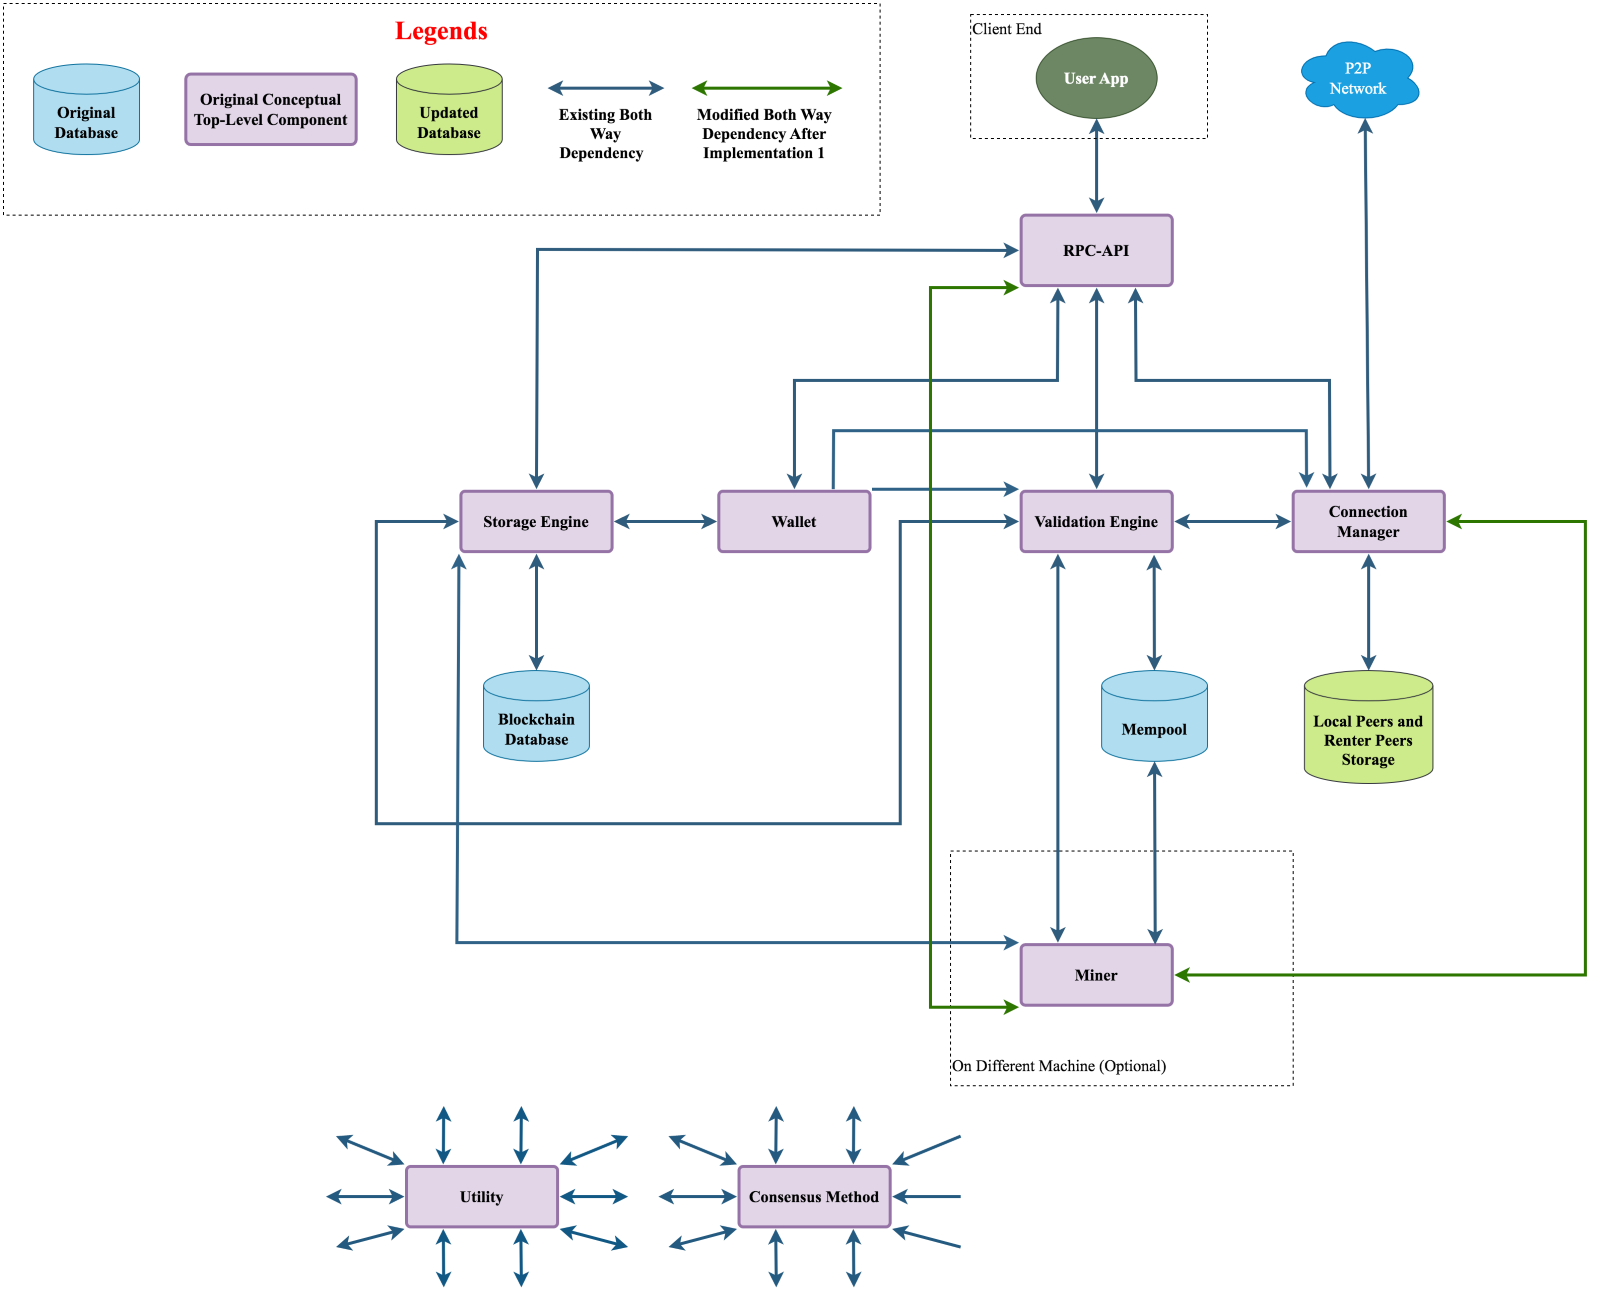 Legends
Original
Database
Original Conceptual
Top-Level Component
Updated
Database
Existing Both
Way
Dependency
Modified Both Way
Dependency After
Implementation 1
Client End
User App
P2P
Network
RPC-API
Storage Engine
Wallet
Validation Engine
Connection
Manager
Blockchain
Database
Mempool
Local Peers and
Renter Peers
Storage
Miner
On Different Machine (Optional)
Utility
Consensus Method